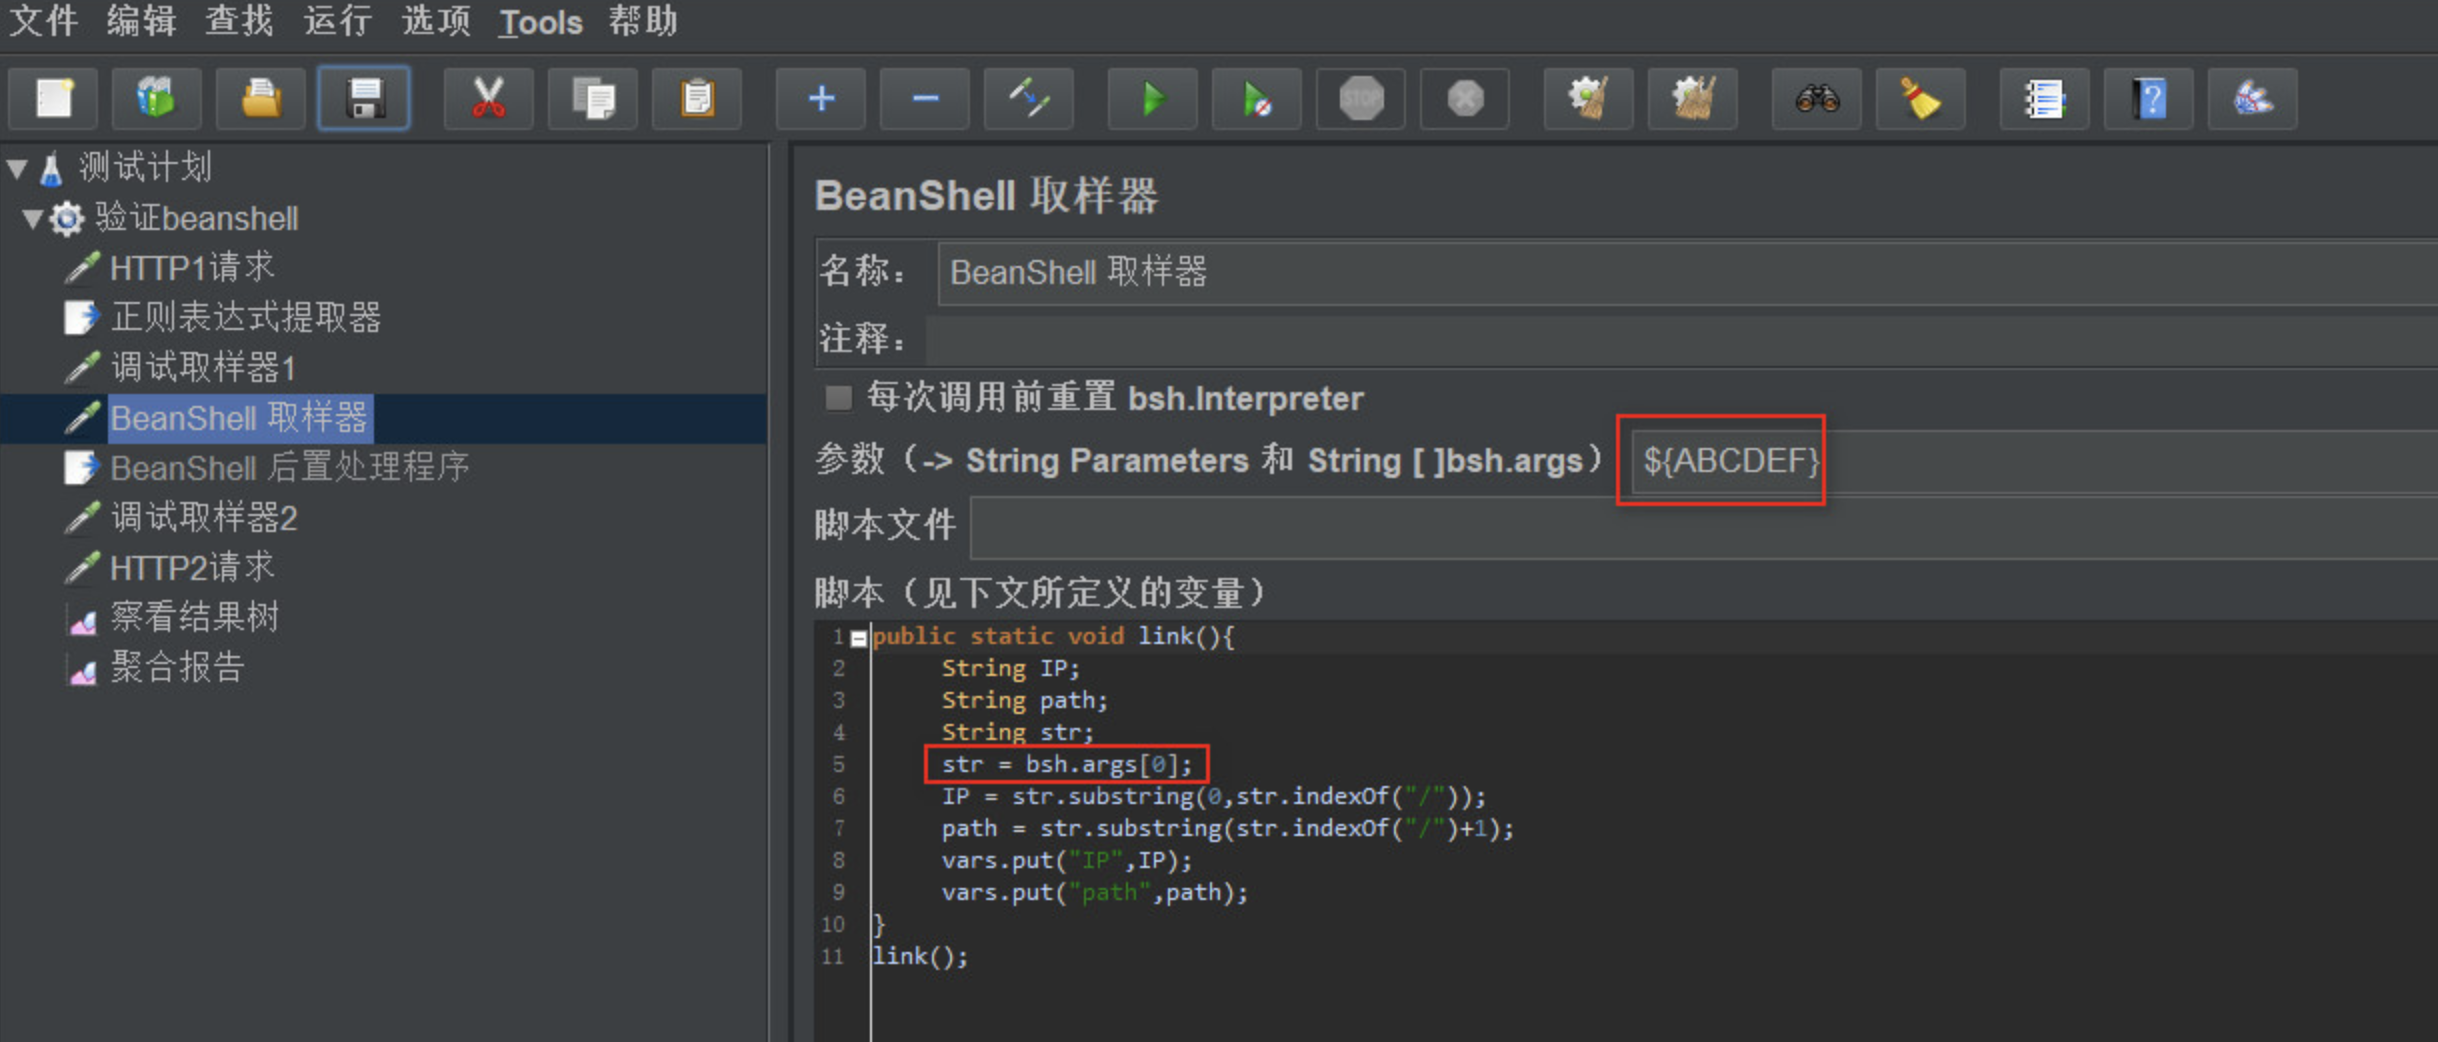 文件 编辑 查找 运行 选项 Tools 帮助
STOP
测试计划
验证beanshell
HTTP1请求
正则表达式提取器
调试取样器1
BeanShell 取样器
BeanShell 后置处理程序
调试取样器2
HTTP2请求
察看结果树
聚合报告
BeanShell 取样器
名称： BeanShell 取样器
注释：
每次调用前重置 bsh.Interpreter
参数（-> String Parameters 和 String [ ]bsh.args） ${ABCDEF}
脚本文件
脚本（见下文所定义的变量）
1 public static void link(){
2 String IP;
3 String path;
4 String str;
5 str = bsh.args[0];
6 IP = str.substring(0,str.indexOf("/"));
7 path = str.substring(str.indexOf("/")+1);
8 vars.put("IP",IP);
9 vars.put("path",path);
10 }
11 link();